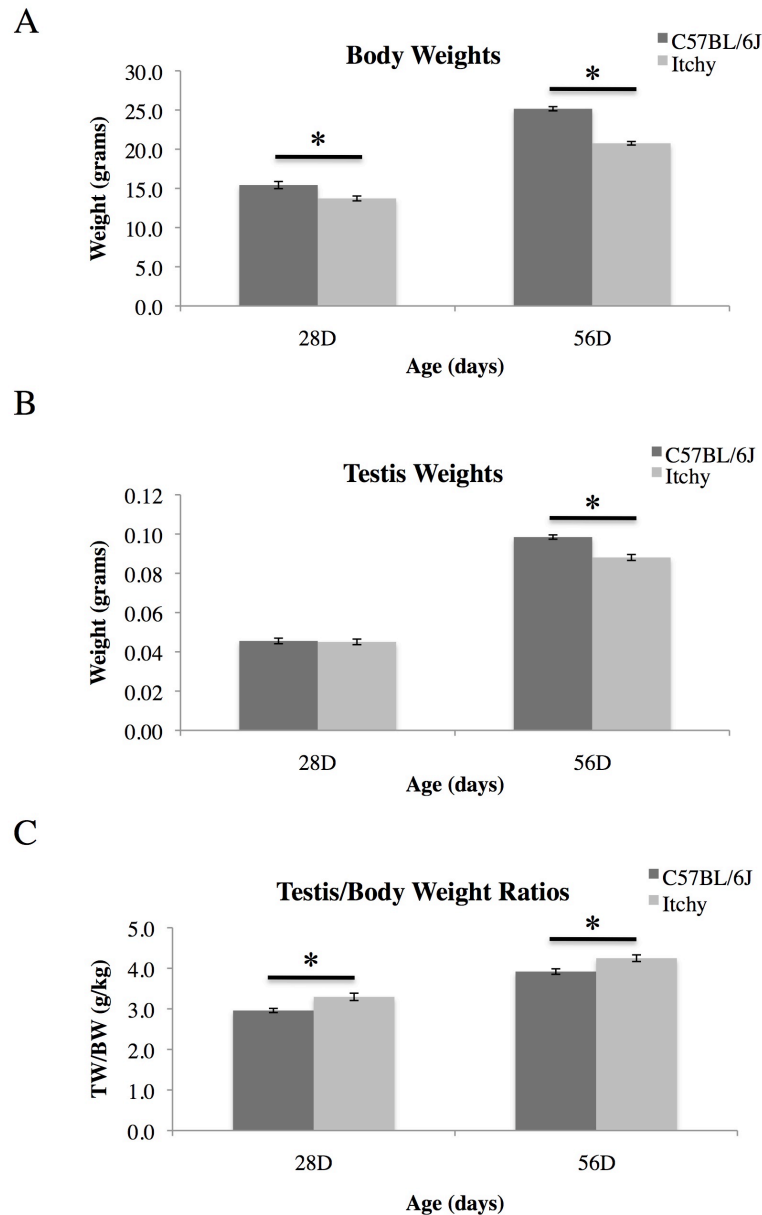 A
Body Weights
C57BL/6J
Itchy
*
*
30.0
25.0
20.0
15.0
10.0
5.0
0.0
Weight (grams)
28D
56D
Age (days)
B
Testis Weights
C57BL/6J
Itchy
*
0.12
0.10
0.08
0.06
0.04
0.02
0.00
Weight (grams)
28D
56D
Age (days)
C
Testis/Body Weight Ratios
C57BL/6J
Itchy
*
*
5.0
4.0
3.0
2.0
1.0
0.0
TW/BW (g/kg)
28D
56D
Age (days)